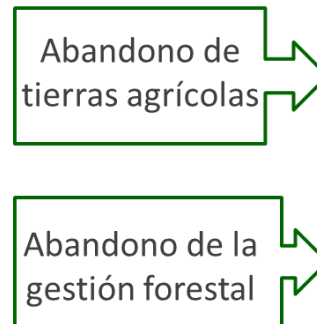 Abandono de
tierras agrícolas
Abandono de la
gestión forestal